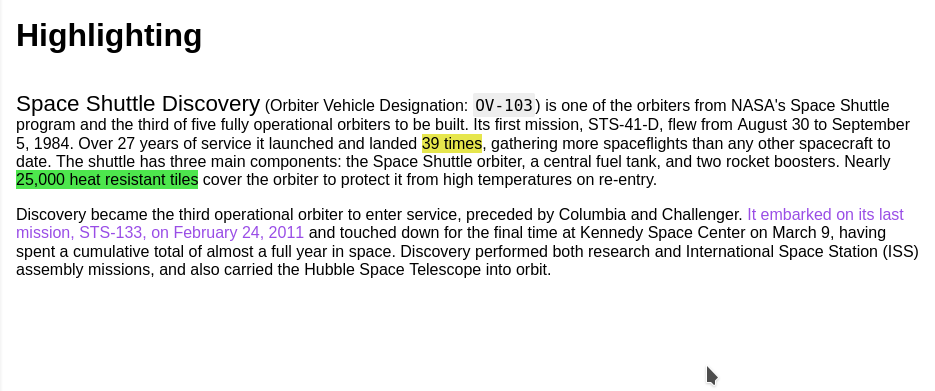 Highlighting
Space Shuttle Discovery (Orbiter Vehicle Designation: OV-103) is one of the orbiters from NASA's Space Shuttle
program and the third of five fully operational orbiters to be built. Its first mission, STS-41-D, flew from August 30 to September
5, 1984. Over 27 years of service it launched and landed 39 times, gathering more spaceflights than any other spacecraft to
date. The shuttle has three main components: the Space Shuttle orbiter, a central fuel tank, and two rocket boosters. Nearly
25,000 heat resistant tiles cover the orbiter to protect it from high temperatures on re-entry.
Discovery became the third operational orbiter to enter service, preceded by Columbia and Challenger. It embarked on its last
mission, STS-133, on February 24, 2011 and touched down for the final time at Kennedy Space Center on March 9, having
spent a cumulative total of almost a full year in space. Discovery performed both research and International Space Station (ISS)
assembly missions, and also carried the Hubble Space Telescope into orbit.